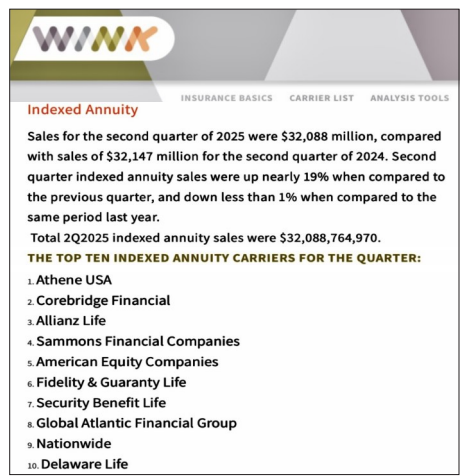 WINK
INSURANCE BASICS CARRIER LIST ANALYSIS TOOLS
Indexed Annuity
Sales for the second quarter of 2025 were $32,088 million, compared
with sales of $32,147 million for the second quarter of 2024. Second
quarter indexed annuity sales were up nearly 19% when compared to
the previous quarter, and down less than 1% when compared to the
same period last year.
Total 2Q2025 indexed annuity sales were $32,088,764,970.
THE TOP TEN INDEXED ANNUITY CARRIERS FOR THE QUARTER:
1. Athene USA
2. Corebridge Financial
3. Allianz Life
4. Sammons Financial Companies
5. American Equity Companies
6. Fidelity & Guaranty Life
7. Security Benefit Life
8. Global Atlantic Financial Group
9. Nationwide
10. Delaware Life